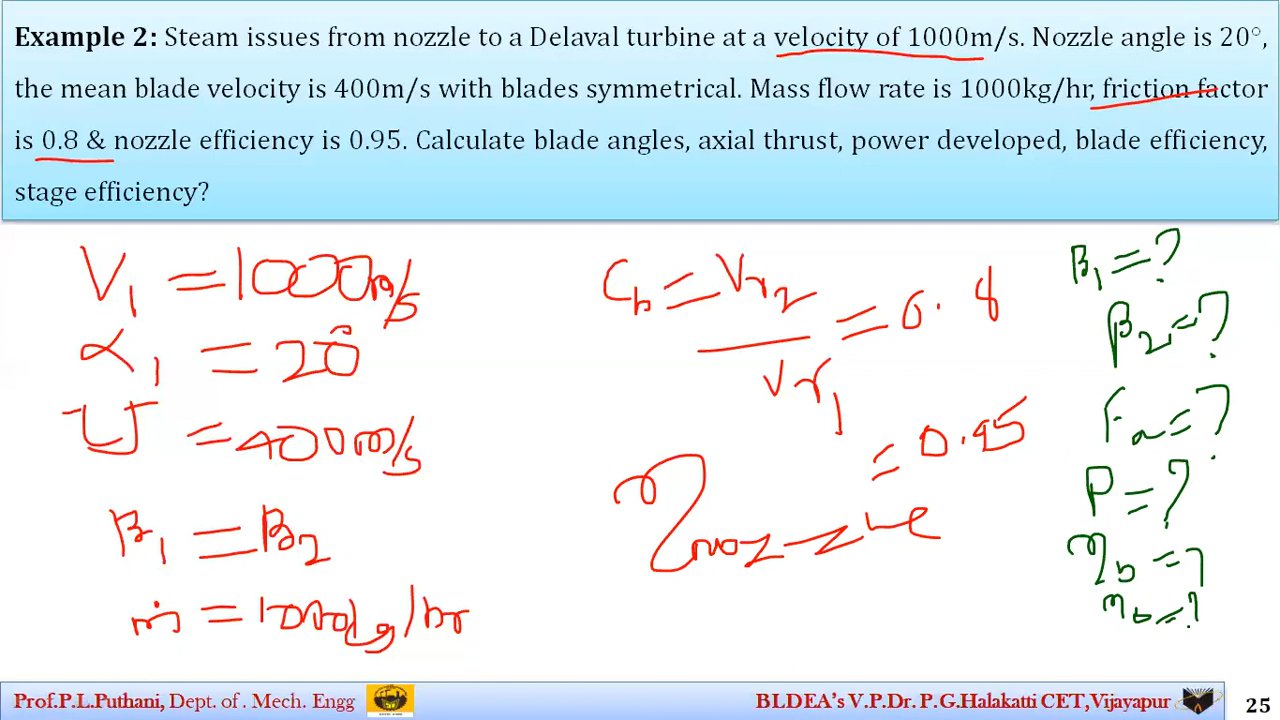 Example 2: Steam issues from nozzle to a Delaval turbine at a velocity of 1000m/s. Nozzle angle is 20°,
the mean blade velocity is 400m/s with blades symmetrical. Mass flow rate is 1000kg/hr, friction factor
is 0.8 & nozzle efficiency is 0.95. Calculate blade angles, axial thrust, power developed, blade efficiency,
stage efficiency?
V1 = 1000m/s
α1 = 20°
U = 400m/s
β1 = β2
ṁ = 1000kg/hr
Cb = Vr2 / Vr1 = 0.8
ηnozzle = 0.95
β1 = ?
β2 = ?
Fa = ?
P = ?
ηb = ?
Prof.P.L.Puthani, Dept. of . Mech. Engg
BLDEA's V.P.Dr. P.G.Halakatti CET,Vijayapur
25